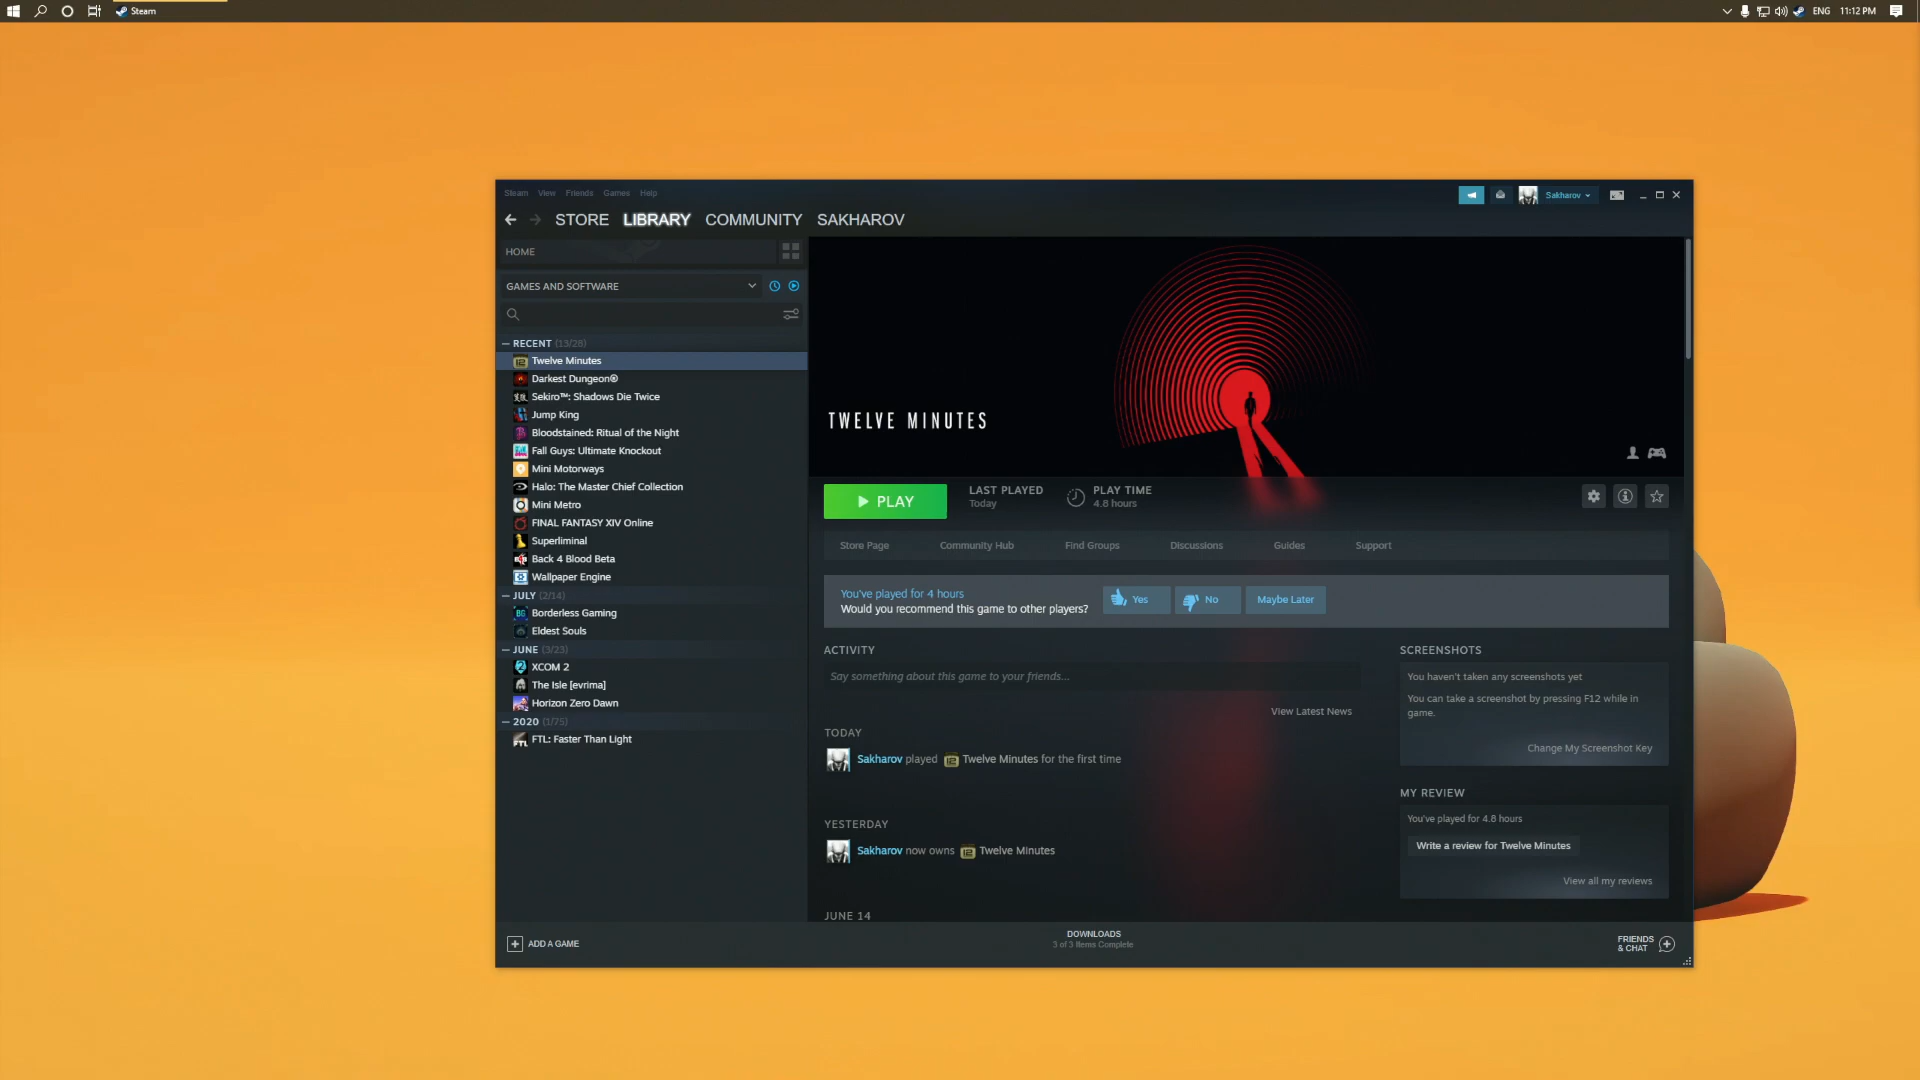 Steam
ENG
11:12 PM
Steam View Friends Games Help
Sakharov
STORE LIBRARY COMMUNITY SAKHAROV
HOME
GAMES AND SOFTWARE
RECENT (13/28)
Twelve Minutes
Darkest Dungeon®
Sekiro™: Shadows Die Twice
Jump King
Bloodstained: Ritual of the Night
Fall Guys: Ultimate Knockout
Mini Motorways
Halo: The Master Chief Collection
Mini Metro
FINAL FANTASY XIV Online
Superliminal
Back 4 Blood Beta
Wallpaper Engine
JULY (2/14)
Borderless Gaming
Eldest Souls
JUNE (3/23)
XCOM 2
The Isle [evrima]
Horizon Zero Dawn
2020 (1/75)
FTL: Faster Than Light
TWELVE MINUTES
PLAY
LAST PLAYED
Today
PLAY TIME
4.8 hours
Store Page Community Hub Find Groups Discussions Guides Support
You've played for 4 hours
Would you recommend this game to other players?
Yes
No
Maybe Later
ACTIVITY
Say something about this game to your friends...
View Latest News
TODAY
Sakharov played Twelve Minutes for the first time
YESTERDAY
Sakharov now owns Twelve Minutes
JUNE 14
SCREENSHOTS
You haven't taken any screenshots yet
You can take a screenshot by pressing F12 while in
game.
Change My Screenshot Key
MY REVIEW
You've played for 4.8 hours
Write a review for Twelve Minutes
View all my reviews
ADD A GAME
DOWNLOADS
3 of 3 Items Complete
FRIENDS
& CHAT